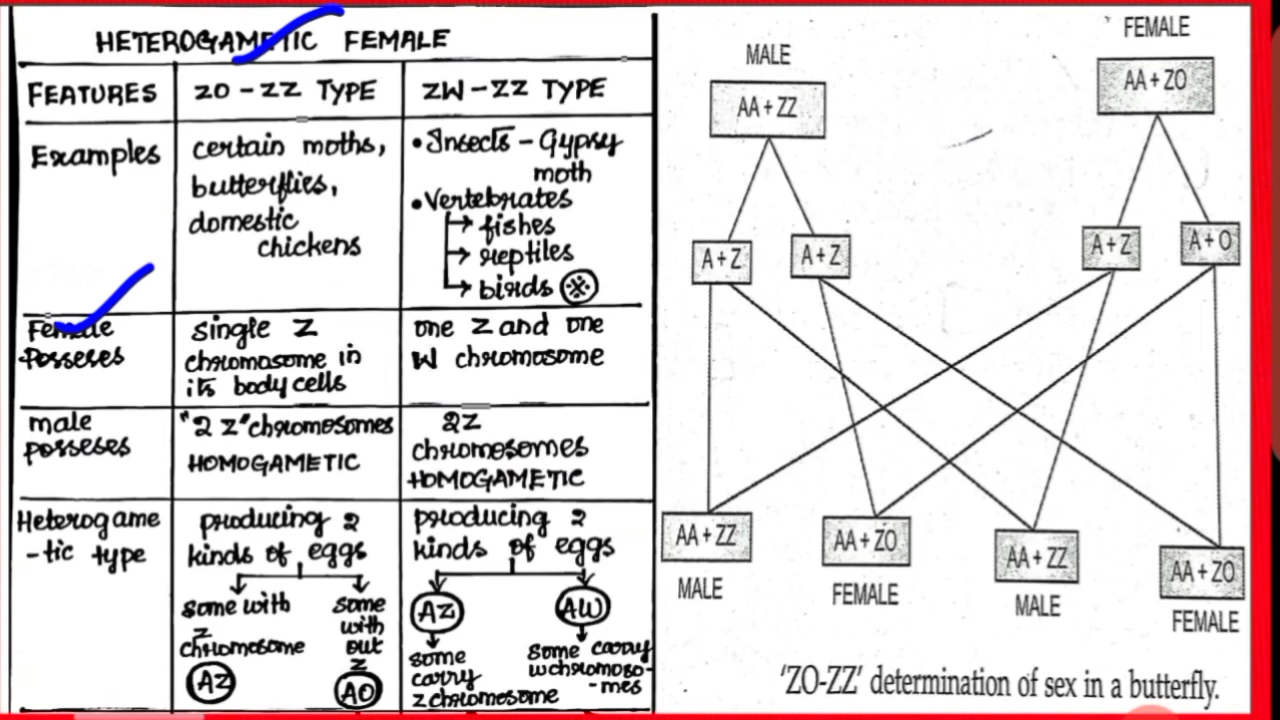 HETEROGAMETIC FEMALE
FEATURES
ZO - ZZ TYPE
ZW - ZZ TYPE
Examples
certain moths,
butterflies,
domestic
chickens
• Insects - Gypsy
moth
• Vertebrates
→ fishes
→ reptiles
→ birds ※
Female
Posseses
single Z
chromosome in
its body cells
one Z and one
W chromosome
male
posseses
"2 Z" chromosomes
HOMOGAMETIC
2Z
chromosomes
HOMOGAMETIC
Heterogame
-tic type
producing 2
kinds of eggs
some with
Z
chromosome
AZ
some
with
out
Z
AO
producing 2
kinds of eggs
AZ
some
carry
z chromosome
AW
some carry
w chromoso-
-mes
MALE
FEMALE
AA + ZZ
AA + ZO
A + Z
A + Z
A + Z
A + O
AA + ZZ
AA + ZO
AA + ZZ
AA + ZO
MALE
FEMALE
MALE
FEMALE
'ZO-ZZ' determination of sex in a butterfly.